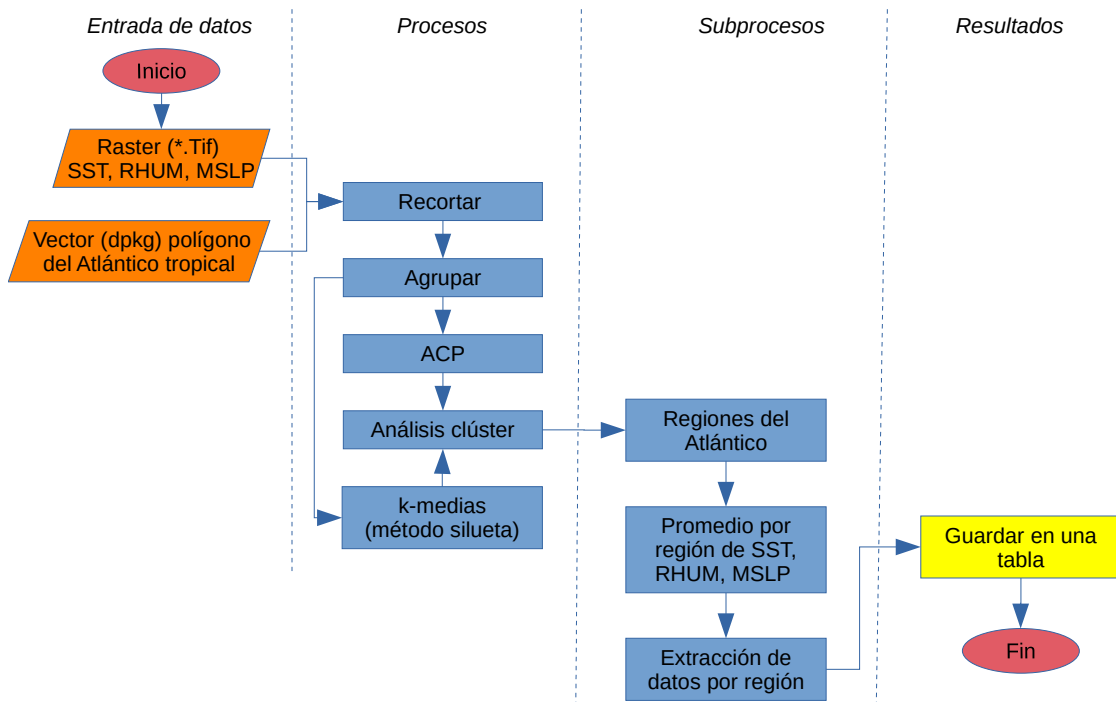 Entrada de datos
Procesos
Subprocesos
Resultados
Inicio
Raster (*.Tif)
SST, RHUM, MSLP
Vector (dpkg) polígono
del Atlántico tropical
Recortar
Agrupar
ACP
Análisis clúster
k-medias
(método silueta)
Regiones del
Atlántico
Promedio por
región de SST,
RHUM, MSLP
Extracción de
datos por región
Guardar en una
tabla
Fin